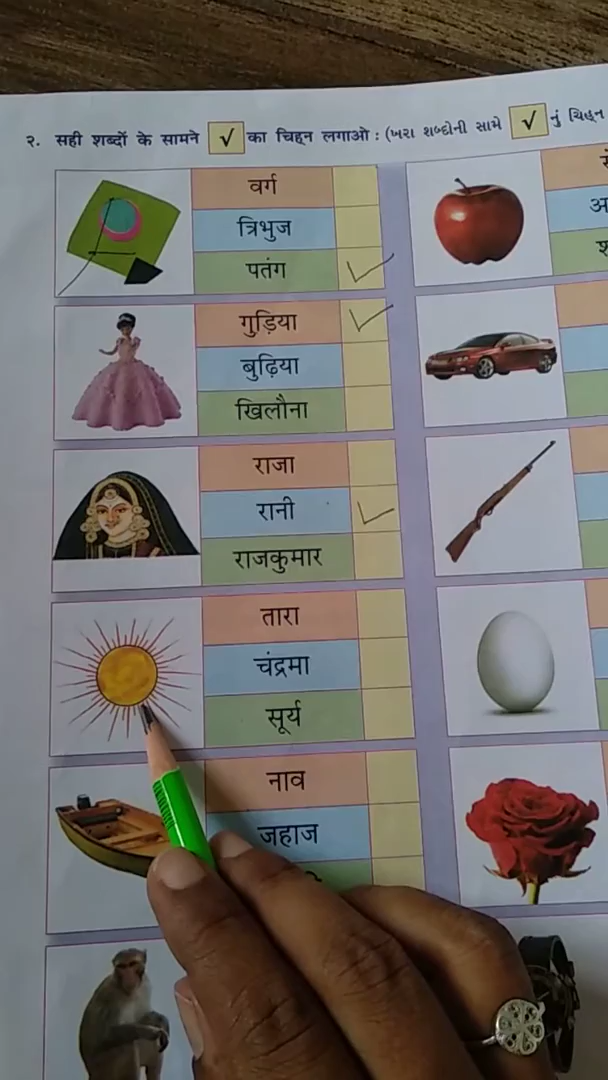 २. सही शब्दों के सामने √ का चिह्न लगाओ : (ખરા શબ્દોની સામે √ નું ચિહ્ન
वर्ग
त्रिभुज
पतंग
गुड़िया
बुढ़िया
खिलौना
राजा
रानी
राजकुमार
तारा
चंद्रमा
सूर्य
नाव
जहाज